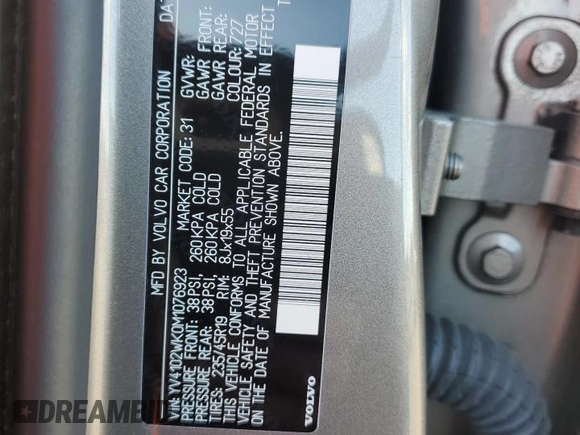 MFD BY VOLVO CAR CORPORATION DA
VIN: YV4102WK0M1076923 GVWR:
PRESSURE FRONT: 38PSI, 260KPA COLD MARKET CODE: 31 GAWR FRONT:
PRESSURE REAR: 38PSI, 260KPA COLD GAWR REAR:
TIRES: 235/45R19 RIM: 8Jx19x55 COLOUR: 727
THIS VEHICLE CONFORMS TO ALL APPLICABLE FEDERAL MOTOR
VEHICLE SAFETY AND THEFT PREVENTION STANDARDS IN EFFECT
ON THE DATE OF MANUFACTURE SHOWN ABOVE.
VOLVO
DREAMBID